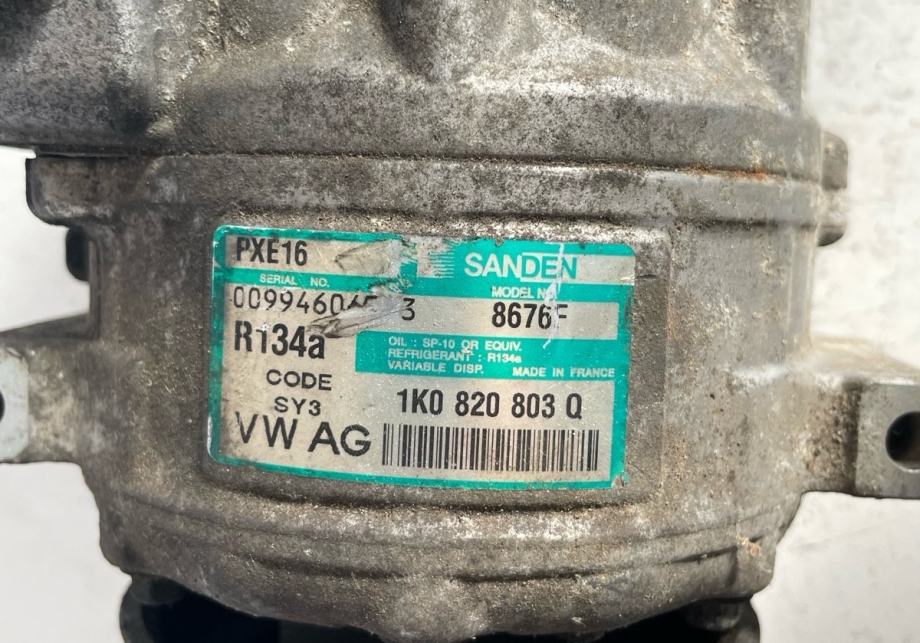 PXE16 SANDEN
SERIAL NO.
MODEL NO
3 8676F
R134a
OIL : SP-10 OR EQUIV.
REFRIGERANT : R134a
VARIABLE DISP. MADE IN FRANCE
CODE
SY3
1K0 820 803 Q
VW AG